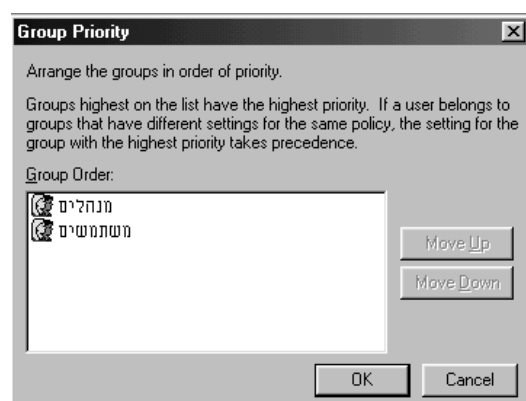 Group Priority
Arrange the groups in order of priority.
Groups highest on the list have the highest priority. If a user belongs to
groups that have different settings for the same policy, the setting for the
group with the highest priority takes precedence.
Group Order:
מנהלים
משתמשים
Move Up
Move Down
OK
Cancel